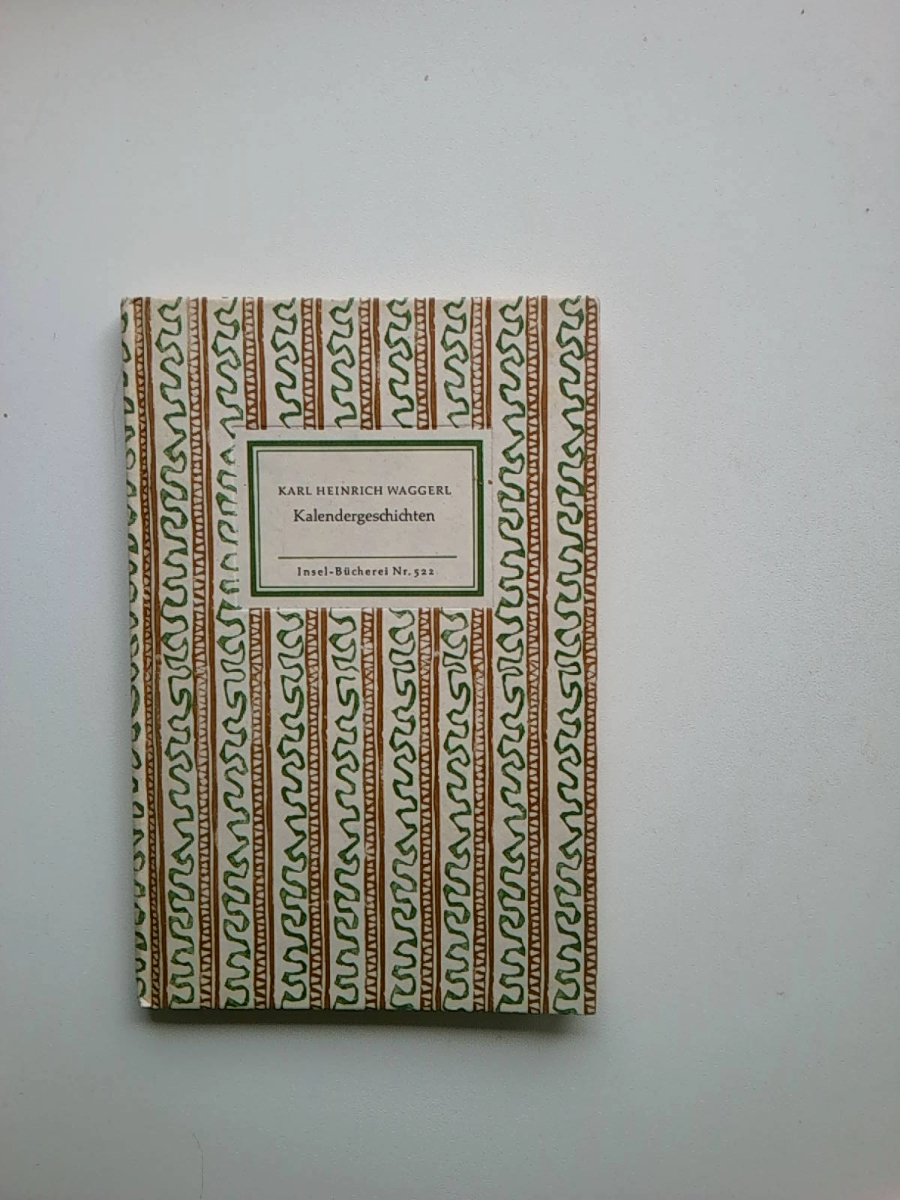 KARL HEINRICH WAGGERL
Kalendergeschichten
Insel-Bücherei Nr. 522